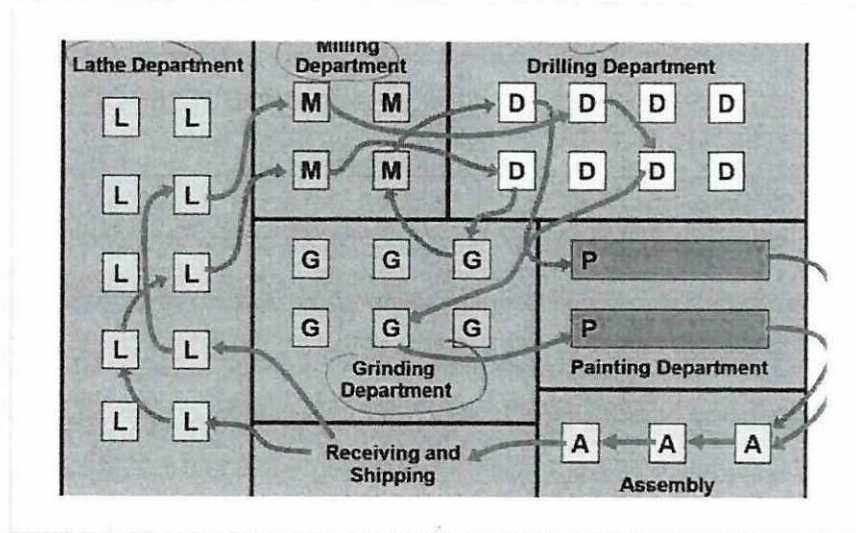 Lathe Department
Milling
Department
Drilling Department
L L
M M
D D D D
L L
M M
D D D D
L L
G G G
P
L L
G G G
P
Grinding
Department
Painting Department
L L
Receiving and
Shipping
A A A
Assembly